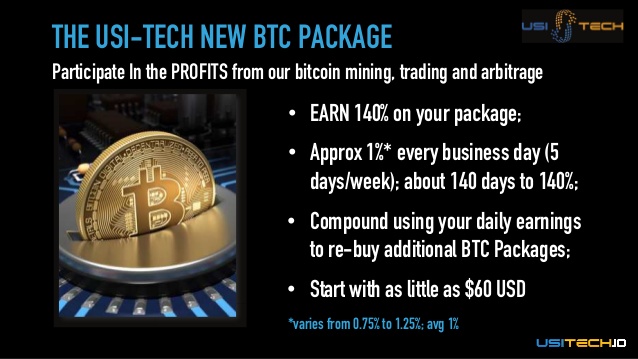 THE USI-TECH NEW BTC PACKAGE
USI TECH
Participate In the PROFITS from our bitcoin mining, trading and arbitrage
• EARN 140% on your package;
• Approx 1%* every business day (5
days/week); about 140 days to 140%;
• Compound using your daily earnings
to re-buy additional BTC Packages;
• Start with as little as $60 USD
*varies from 0.75% to 1.25%; avg 1%
USITECH.IO